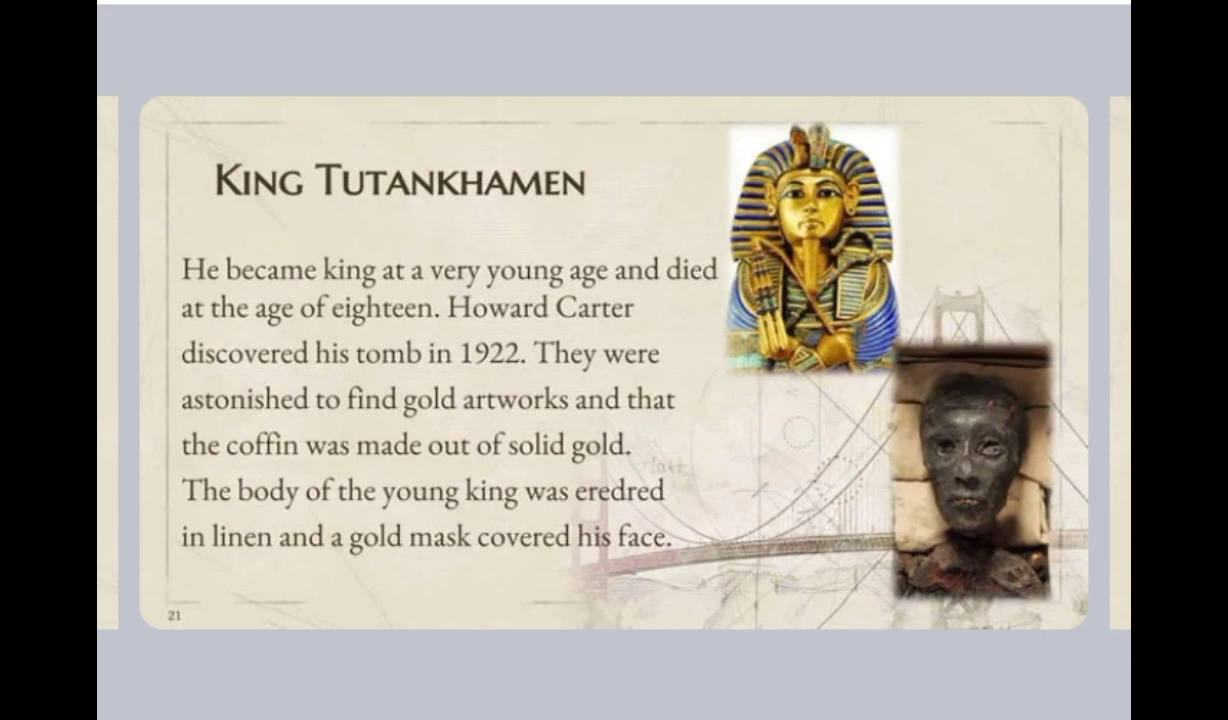 KING TUTANKHAMEN
He became king at a very young age and died
at the age of eighteen. Howard Carter
discovered his tomb in 1922. They were
astonished to find gold artworks and that
the coffin was made out of solid gold.
The body of the young king was eredred
in linen and a gold mask covered his face.
21